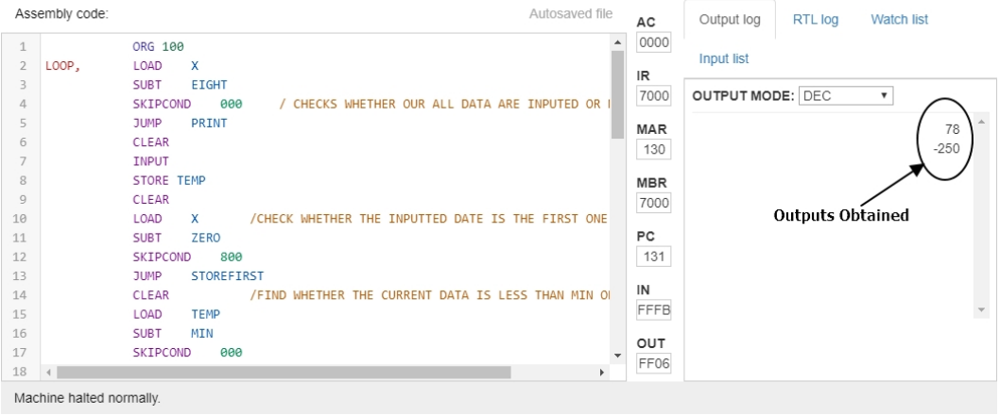 Assembly code:
Autosaved file
1 ORG 100
2 LOOP, LOAD X
3 SUBT EIGHT
4 SKIPCOND 000 / CHECKS WHETHER OUR ALL DATA ARE INPUTED OR
5 JUMP PRINT
6 CLEAR
7 INPUT
8 STORE TEMP
9 CLEAR
10 LOAD X /CHECK WHETHER THE INPUTTED DATE IS THE FIRST ONE
11 SUBT ZERO
12 SKIPCOND 800
13 JUMP STOREFIRST
14 CLEAR /FIND WHETHER THE CURRENT DATA IS LESS THAN MIN
15 LOAD TEMP
16 SUBT MIN
17 SKIPCOND 000
18
AC
0000
IR
7000
MAR
130
MBR
7000
PC
131
IN
FFFB
OUT
FF06
Output log RTL log Watch list
Input list
OUTPUT MODE: DEC
78
-250
Outputs Obtained
Machine halted normally.